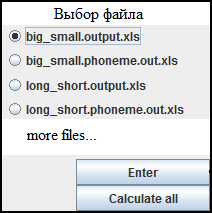 Выбор файла
big_small.output.xls
big_small.phoneme.out.xls
long_short.output.xls
long_short.phoneme.out.xls
more files...
Enter
Calculate all